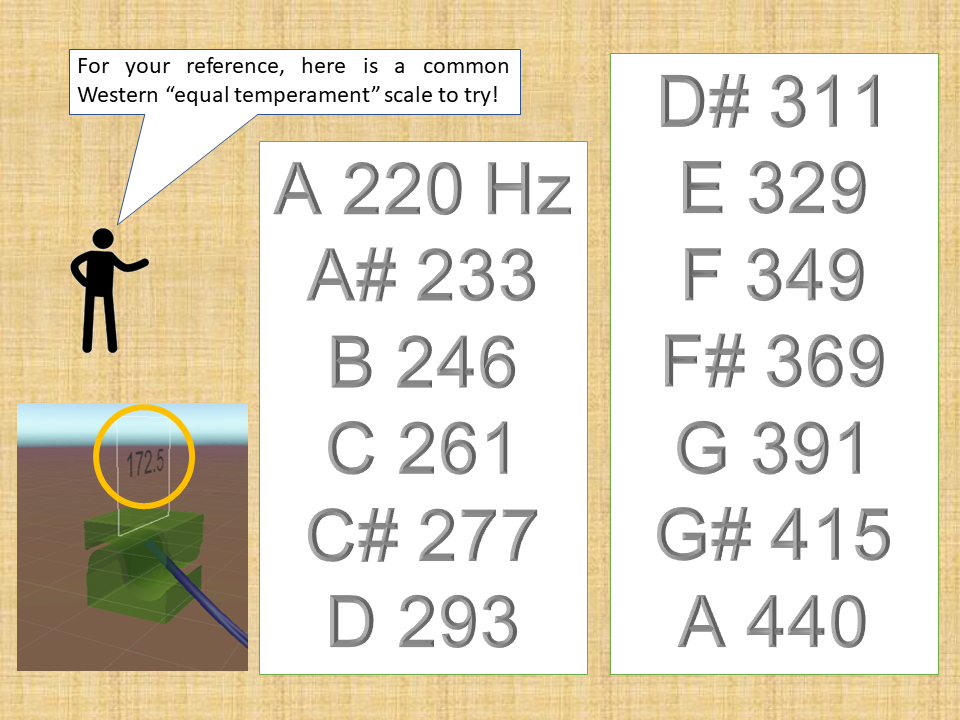 For your reference, here is a common
Western “equal temperament” scale to try!
A 220 Hz
A# 233
B 246
C 261
C# 277
D 293
D# 311
E 329
F 349
F# 369
G 391
G# 415
A 440
172.5